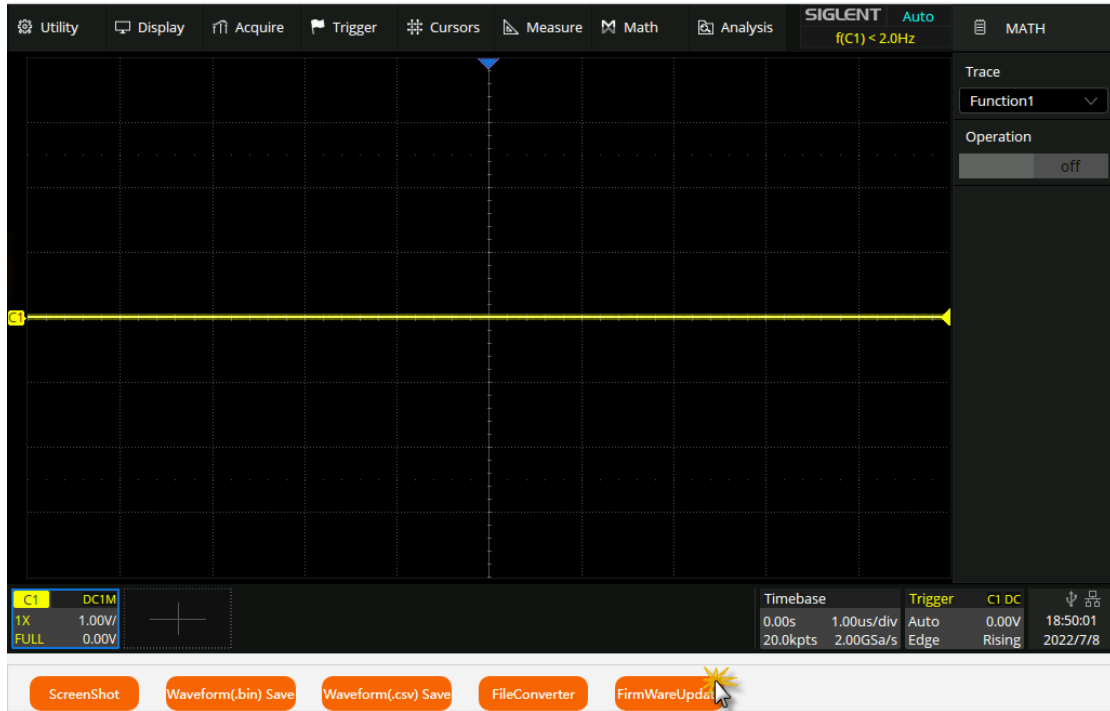 Utility Display Acquire Trigger Cursors Measure Math Analysis
SIGLENT Auto
f(C1) < 2.0Hz
MATH
Trace
Function1
Operation
off
C1
C1 DC1M
1X 1.00V/
FULL 0.00V
Timebase
0.00s 1.00us/div
20.0kpts 2.00GSa/s
Trigger C1 DC
Auto 0.00V
Edge Rising
18:50:01
2022/7/8
ScreenShot Waveform(.bin) Save Waveform(.csv) Save FileConverter FirmWareUpdat